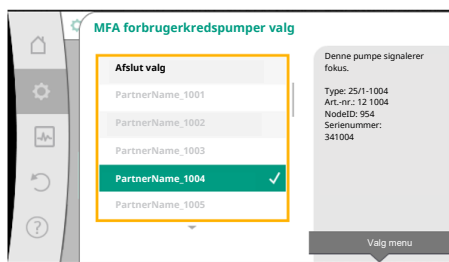 MFA forbrugerkredspumper valg
Afslut valg
PartnerName_1001
PartnerName_1002
PartnerName_1003
PartnerName_1004
PartnerName_1005
Denne pumpe signalerer
fokus.
Type: 25/1-1004
Art.-nr.: 12 1004
NodeID: 954
Serienummer:
341004
Valg menu